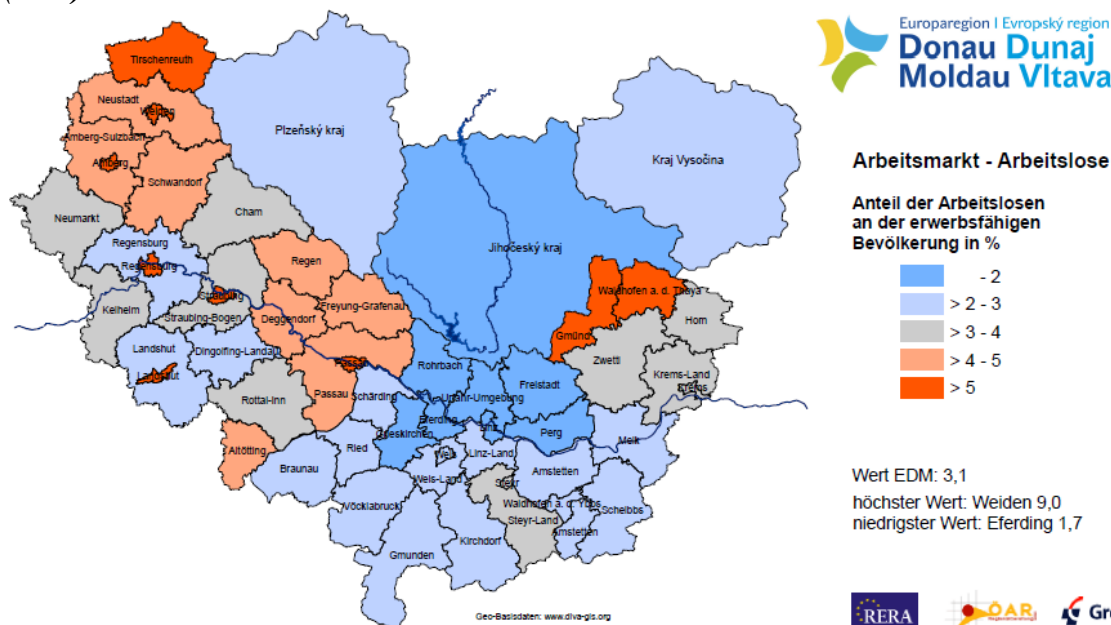 Europaregion I Evropský region
Donau Dunaj
Moldau Vltava
Tirschenreuth
Neustadt
Weiden
Amberg-Sulzbach
Amberg
Schwandorf
Neumarkt
Cham
Plzeňský kraj
Kraj Vysočina
Jihočeský kraj
Regensburg
Regensburg
Regen
Kelheim
Straubing
Straubing-Bogen
Deggendorf
Freyung-Grafenau
Waidhofen a. d. Thaya
Gmünd
Horn
Zwettl
Landshut
Dingolfing-Landau
Landshut
Passau
Rohrbach
Freistadt
Krems-Land
Krems
Rottal-Inn
Passau
Schärding
Urfahr-Umgebung
Eferding
Grieskirchen
Linz
Perg
Melk
Altötting
Braunau
Ried
Wels
Linz-Land
Wels-Land
Amstetten
Steyr
Waidhofen a. d. Ybbs
Scheibbs
Vöcklabruck
Steyr-Land
Amstetten
Gmunden
Kirchdorf
Arbeitsmarkt - Arbeitslose
Anteil der Arbeitslosen
an der erwerbsfähigen
Bevölkerung in %
- 2
> 2 - 3
> 3 - 4
> 4 - 5
> 5
Wert EDM: 3,1
höchster Wert: Weiden 9,0
niedrigster Wert: Eferding 1,7
Geo-Basisdaten: www.diva-gis.org
RERA
ÖAR
Gr